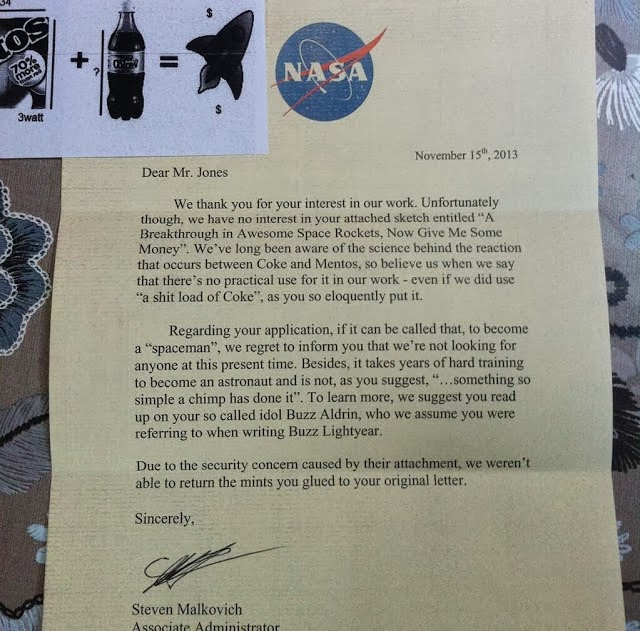 34
OS
70%
more
3watt
+
?
=
$
$
NASA
November 15th, 2013
Dear Mr. Jones
We thank you for your interest in our work. Unfortunately
though, we have no interest in your attached sketch entitled “A
Breakthrough in Awesome Space Rockets, Now Give Me Some
Money”. We’ve long been aware of the science behind the reaction
that occurs between Coke and Mentos, so believe us when we say
that there’s no practical use for it in our work - even if we did use
“a shit load of Coke”, as you so eloquently put it.
Regarding your application, if it can be called that, to become
a “spaceman”, we regret to inform you that we’re not looking for
anyone at this present time. Besides, it takes years of hard training
to become an astronaut and is not, as you suggest, “…something so
simple a chimp has done it”. To learn more, we suggest you read
up on your so called idol Buzz Aldrin, who we assume you were
referring to when writing Buzz Lightyear.
Due to the security concern caused by their attachment, we weren’t
able to return the mints you glued to your original letter.
Sincerely,
Steven Malkovich
Associate Administrator